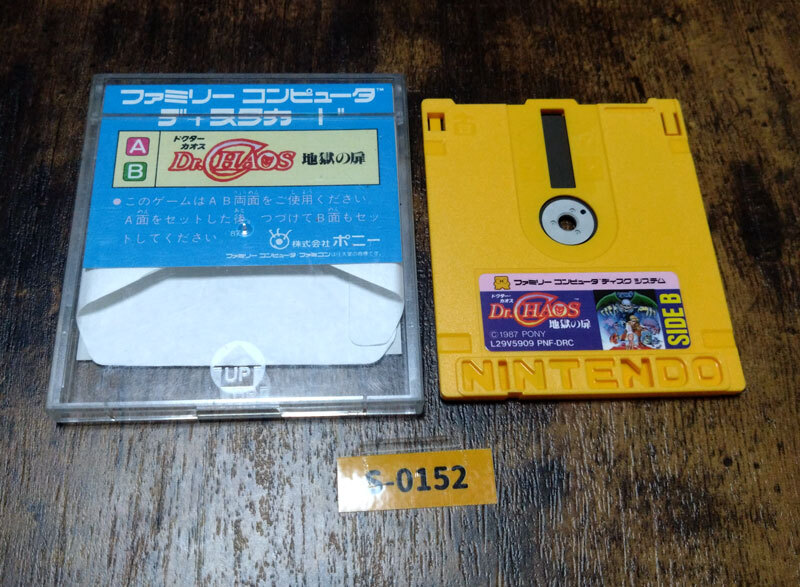 ファミリー コンピュータ™
ディスクカード
A
B
ドクター
カオス
Dr. CHAOS
地獄の扉
●このゲームはAB両面をご使用ください。
A面をセットした後、つづけてB面もセッ
トしてください。
株式会社 ポニー
UP
ファミリー コンピュータ ディスク システム
ドクター
カオス
Dr. CHAOS™
地獄の扉
©1987 PONY
L29V5909 PNF-DRC
SIDE B
NINTENDO
S-0152